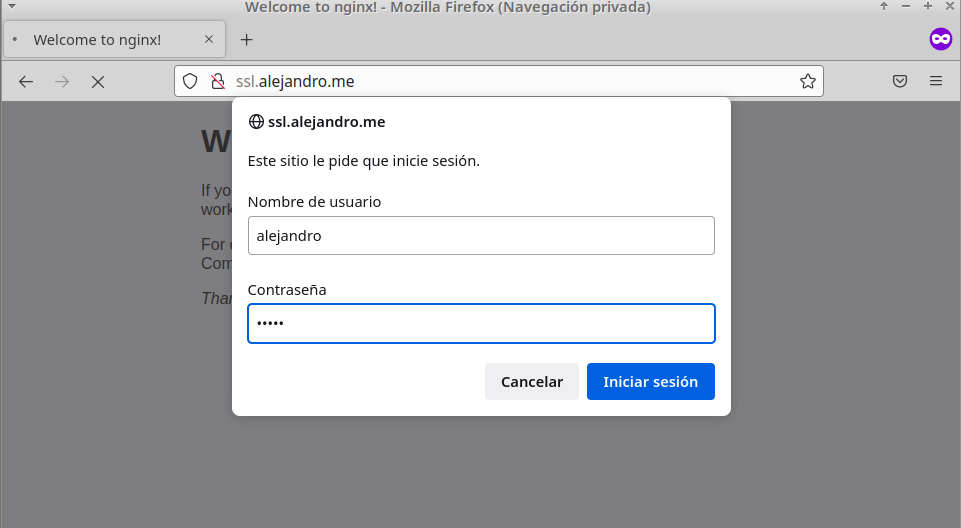 Welcome to nginx! - Mozilla Firefox (Navegación privada)
Welcome to nginx!
ssl.alejandro.me
ssl.alejandro.me
Este sitio le pide que inicie sesión.
Nombre de usuario
alejandro
Contraseña
•••••
Cancelar
Iniciar sesión
W
If yo
work
For
Com
Than